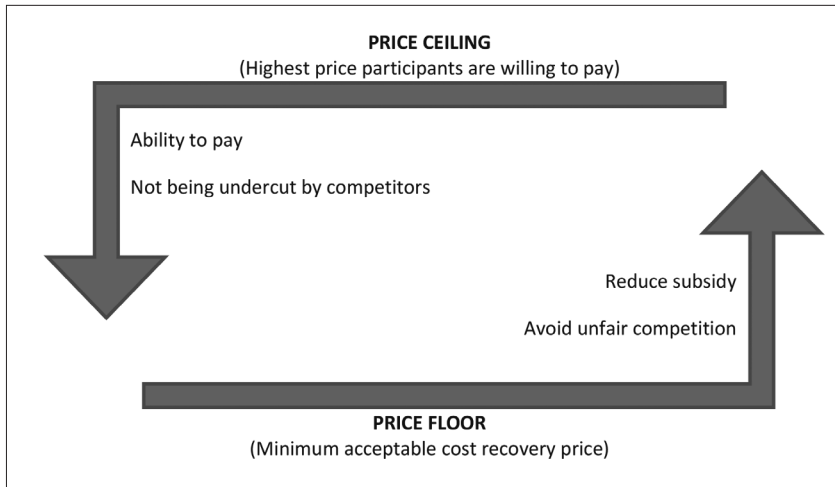 PRICE CEILING
(Highest price participants are willing to pay)
Ability to pay
Not being undercut by competitors
Reduce subsidy
Avoid unfair competition
PRICE FLOOR
(Minimum acceptable cost recovery price)